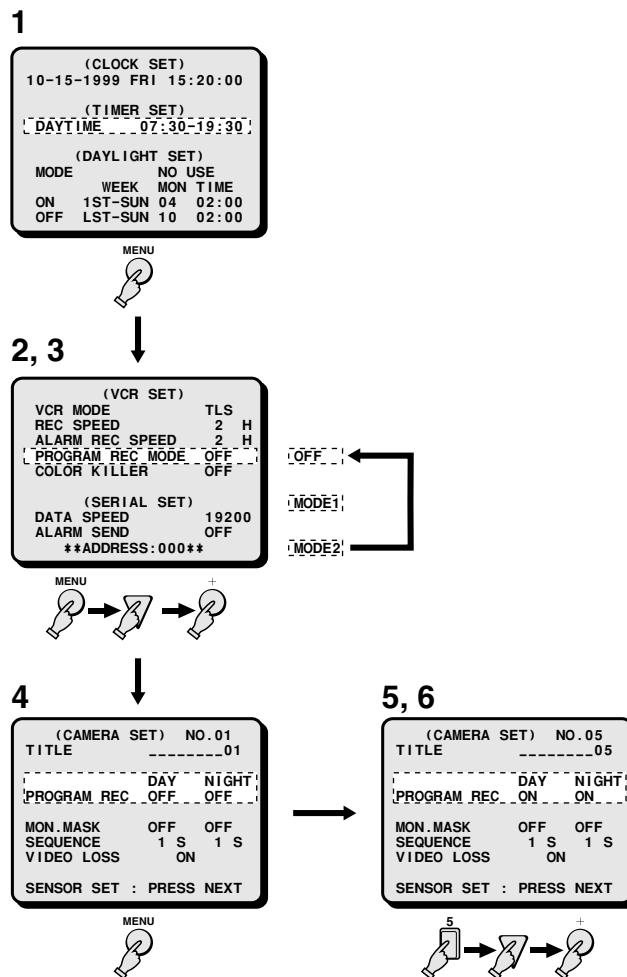 1
(CLOCK SET)
10-15-1999 FRI 15:20:00
(TIMER SET)
DAYTIME 07:30-19:30
(DAYLIGHT SET)
MODE NO USE
WEEK MON TIME
ON 1ST-SUN 04 02:00
OFF LST-SUN 10 02:00
MENU
2, 3
(VCR SET)
VCR MODE TLS
REC SPEED 2 H
ALARM REC SPEED 2 H
PROGRAM REC MODE OFF
COLOR KILLER OFF
(SERIAL SET)
DATA SPEED 19200
ALARM SEND OFF
**ADDRESS:000**
OFF
MODE1
MODE2
MENU +
4
(CAMERA SET) NO.01
TITLE ________01
DAY NIGHT
PROGRAM REC OFF OFF
MON.MASK OFF OFF
SEQUENCE 1 S 1 S
VIDEO LOSS ON
SENSOR SET : PRESS NEXT
MENU
5, 6
(CAMERA SET) NO.05
TITLE ________05
DAY NIGHT
PROGRAM REC ON ON
MON.MASK OFF OFF
SEQUENCE 1 S 1 S
VIDEO LOSS ON
SENSOR SET : PRESS NEXT
5 +